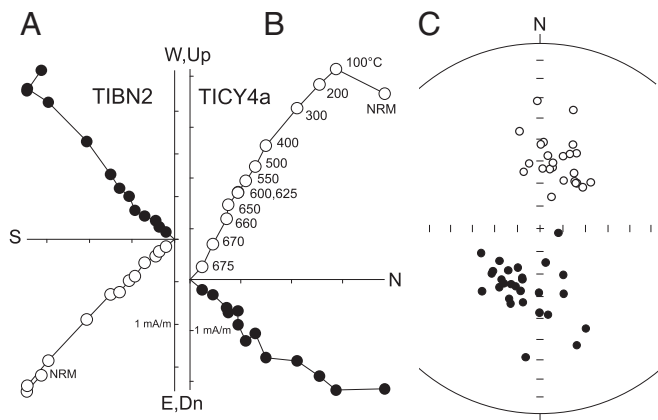 A
B
C
W,Up
N
TIBN2
TICY4a
100°C
200
NRM
300
400
500
550
600,625
650
660
670
675
S
N
1 mA/m
1 mA/m
NRM
E,Dn